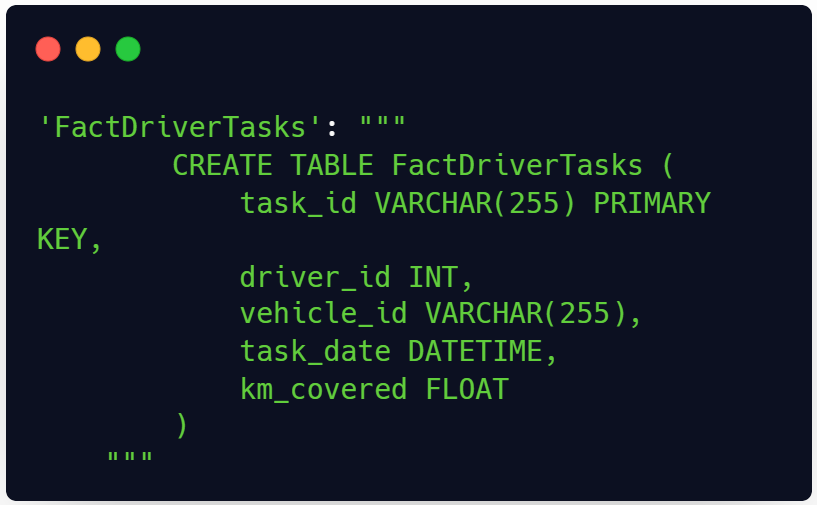 'FactDriverTasks': """
        CREATE TABLE FactDriverTasks (
            task_id VARCHAR(255) PRIMARY
KEY,
            driver_id INT,
            vehicle_id VARCHAR(255),
            task_date DATETIME,
            km_covered FLOAT
        )
    """